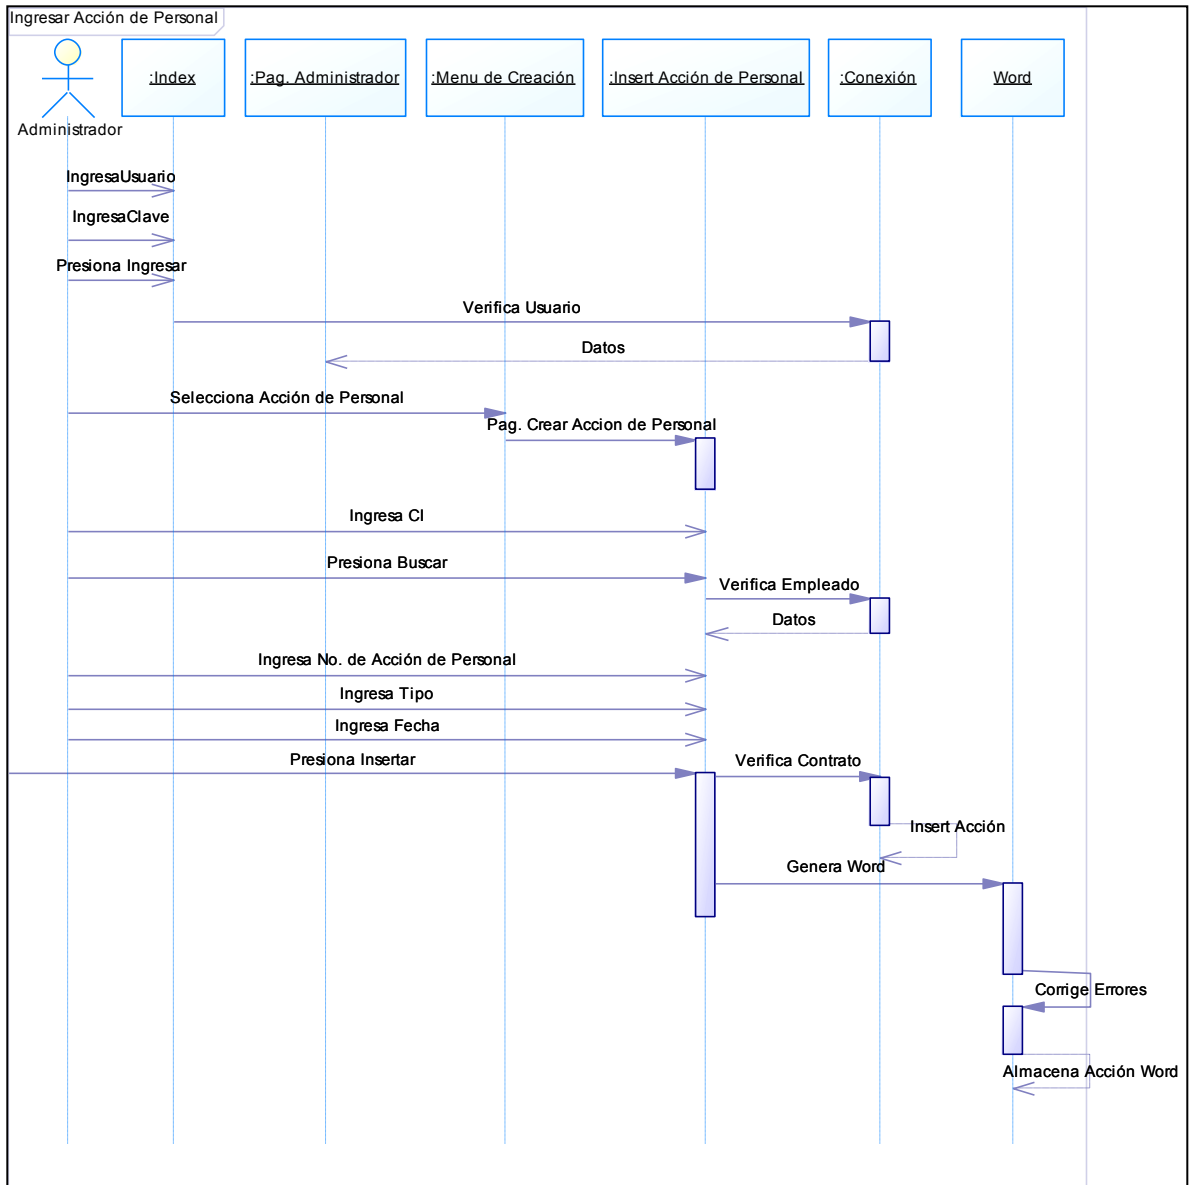 Ingresar Acción de Personal
Administrador
:Index
:Pag. Administrador
:Menu de Creación
:Insert Acción de Personal
:Conexión
Word
IngresaUsuario
IngresaClave
Presiona Ingresar
Verifica Usuario
Datos
Selecciona Acción de Personal
Pag. Crear Accion de Personal
Ingresa CI
Presiona Buscar
Verifica Empleado
Datos
Ingresa No. de Acción de Personal
Ingresa Tipo
Ingresa Fecha
Presiona Insertar
Verifica Contrato
Insert Acción
Genera Word
Corrige Errores
Almacena Acción Word